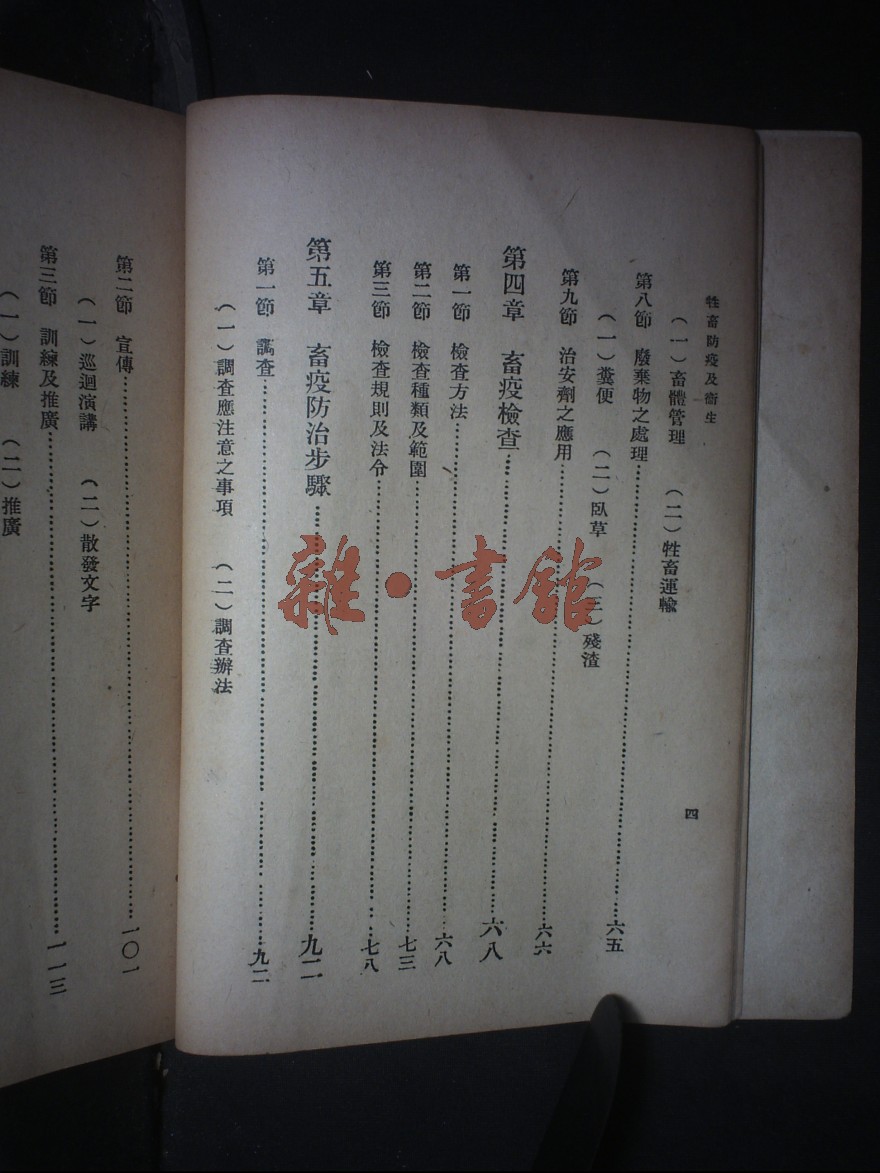 牲畜防疫及衞生
四
(一)畜體管理 (二)牲畜運輸
第八節 廢棄物之處理……六五
(一)糞便 (二)臥草 (三)殘渣
第九節 治安劑之應用……六六
第四章 畜疫檢查……六八
第一節 檢查方法……六八
第二節 檢查種類及範圍……七三
第三節 檢查規則及法令……七八
第五章 畜疫防治步驟……九二
第一節 調查……九二
(一)調查應注意之事項 (二)調查辦法
第二節 宣傳……一〇一
(一)巡迴演講 (二)散發文字
第三節 訓練及推廣……一一三
(一)訓練 (二)推廣
雜·書館